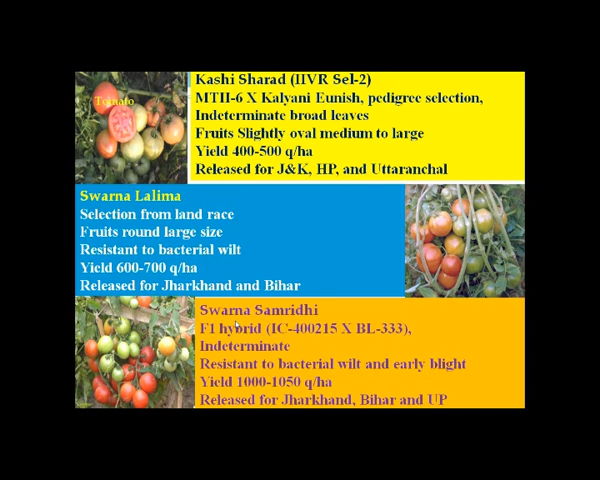 Tomato
Kashi Sharad (IIVR Sel-2)
MTH-6 X Kalyani Eunish, pedigree selection,
Indeterminate broad leaves
Fruits Slightly oval medium to large
Yield 400-500 q/ha
Released for J&K, HP, and Uttaranchal
Swarna Lalima
Selection from land race
Fruits round large size
Resistant to bacterial wilt
Yield 600-700 q/ha
Released for Jharkhand and Bihar
Swarna Samridhi
F1 hybrid (IC-400215 X BL-333),
Indeterminate
Resistant to bacterial wilt and early blight
Yield 1000-1050 q/ha
Released for Jharkhand, Bihar and UP